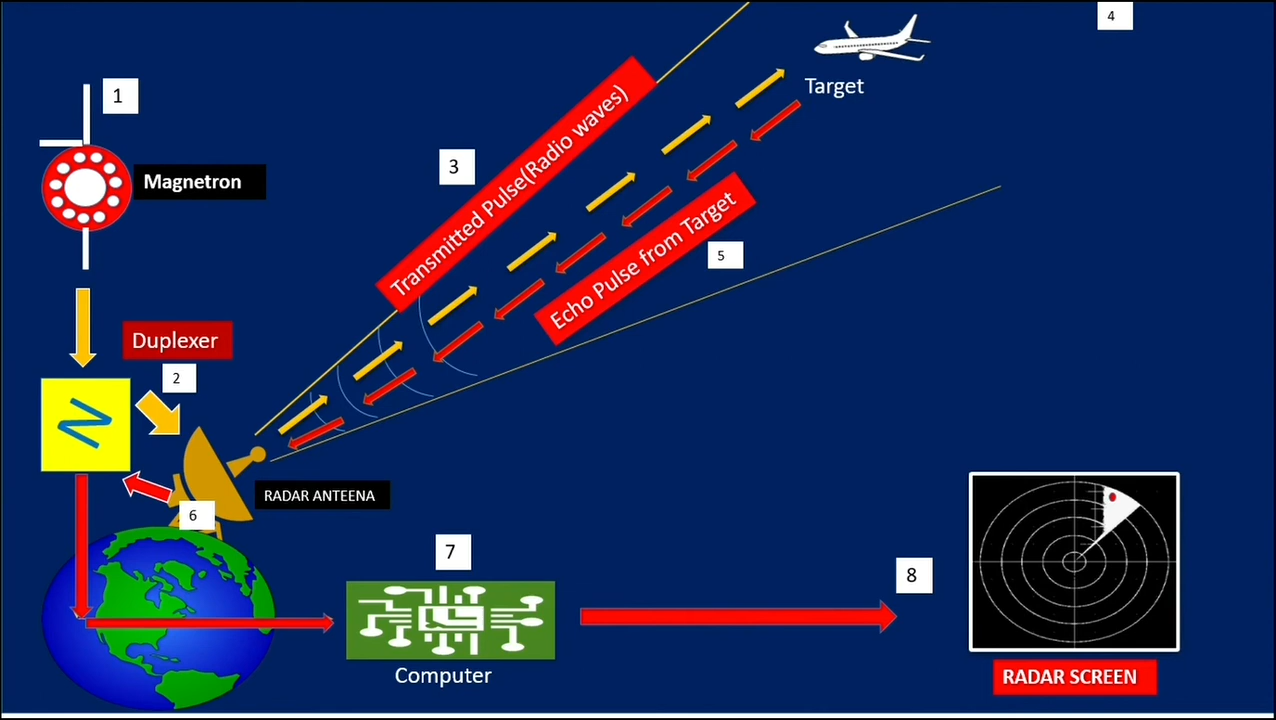 4
1
Target
Transmitted Pulse(Radio waves)
3
Magnetron
Echo Pulse from Target
5
Duplexer
2
RADAR ANTEENA
6
7
8
Computer
RADAR SCREEN